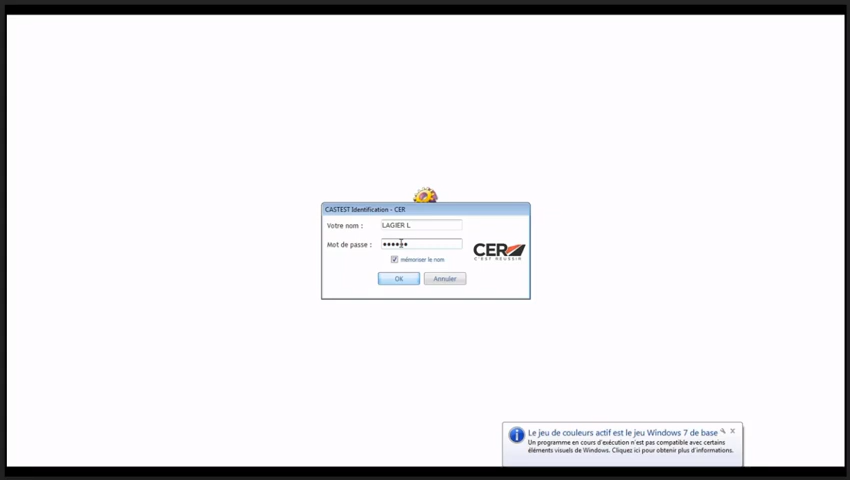 CASTEST Identification - CER
Votre nom :
LAGIER L
Mot de passe :
••••••
mémoriser le nom
CER
C'EST RÉUSSIR
OK
Annuler
Le jeu de couleurs actif est le jeu Windows 7 de base
Un programme en cours d'exécution n'est pas compatible avec certains
éléments visuels de Windows. Cliquez ici pour obtenir plus d'informations.